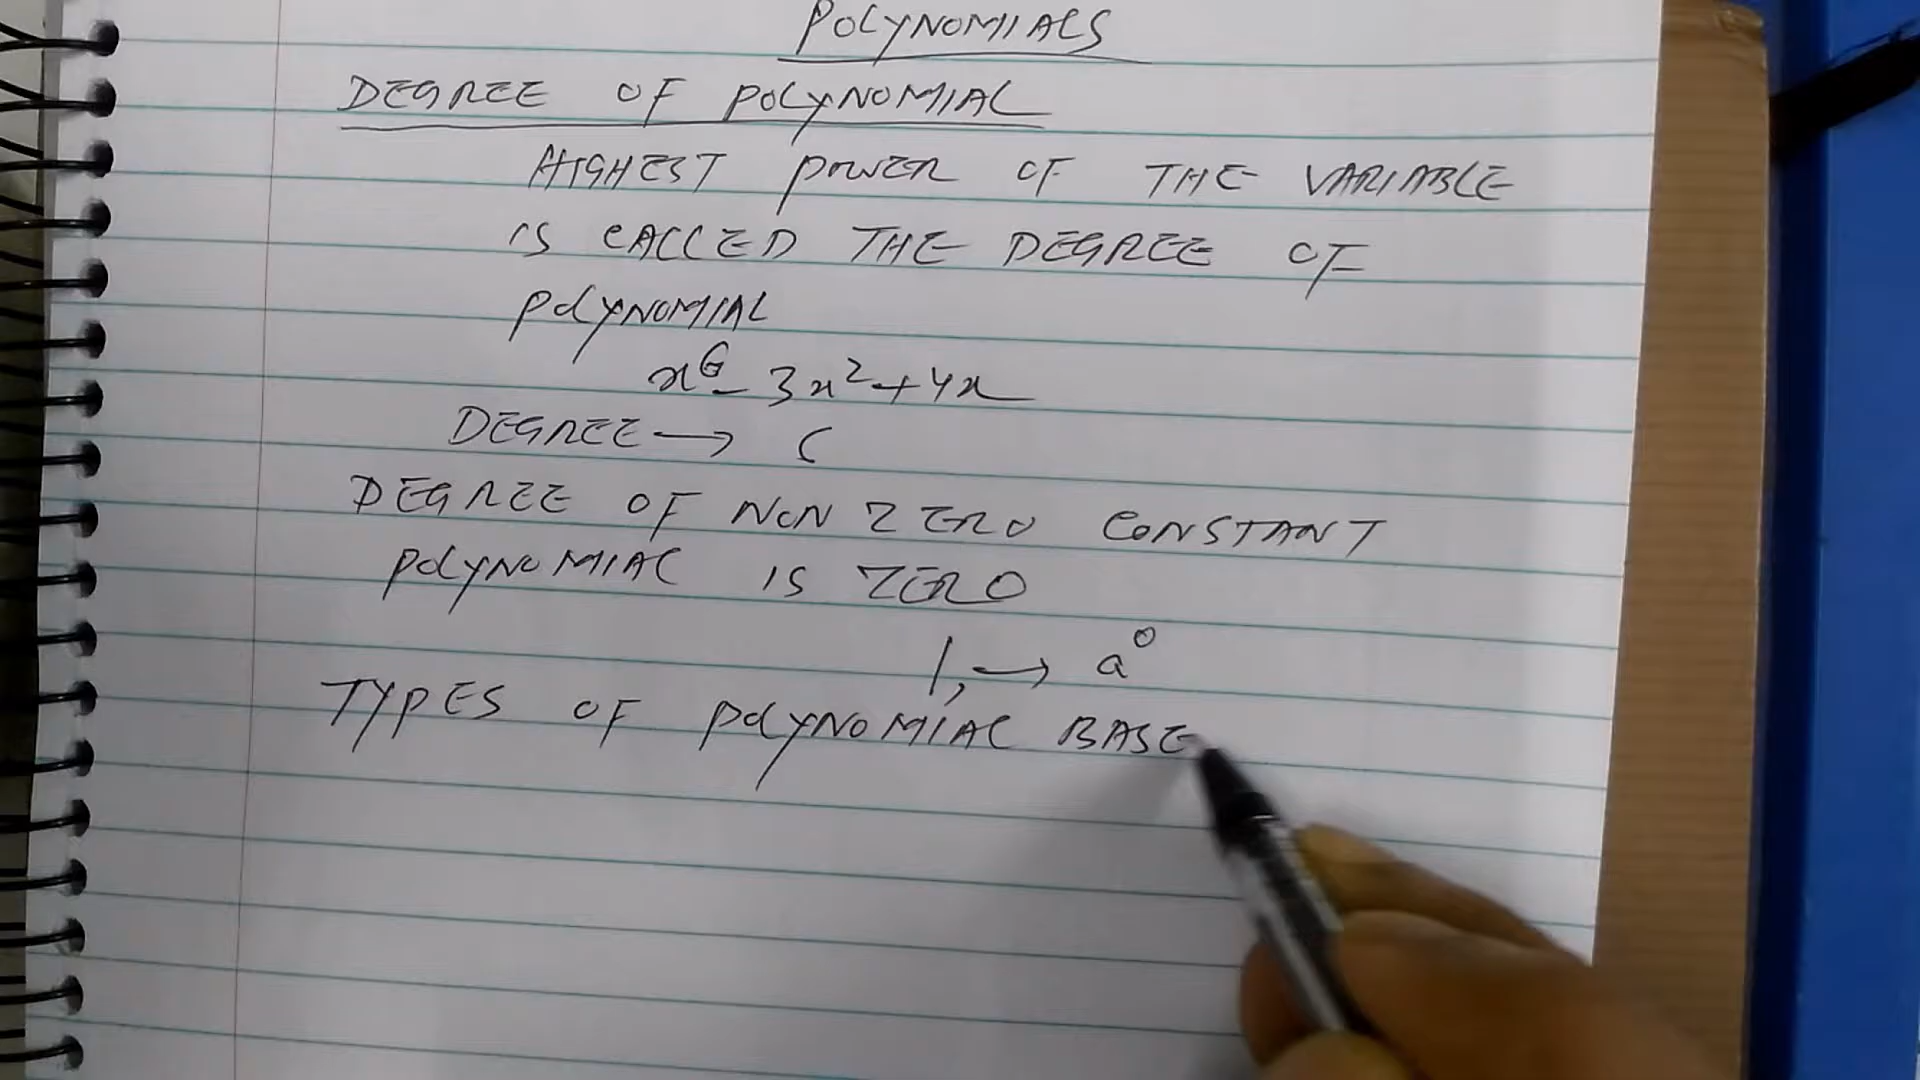 POLYNOMIALS
DEGREE OF POLYNOMIAL
HIGHEST POWER OF THE VARIABLE
IS CALLED THE DEGREE OF
POLYNOMIAL
x⁶ - 3x² + 4x
DEGREE → 6
DEGREE OF NON ZERO CONSTANT
POLYNOMIAL IS ZERO
1, → a⁰
TYPES OF POLYNOMIAL BASE